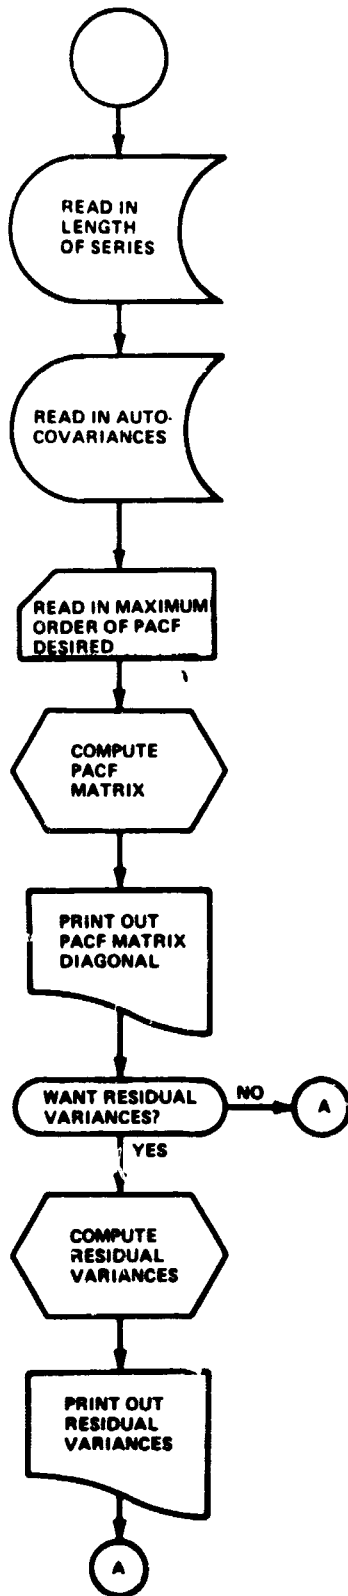 READ IN
LENGTH
OF SERIES
READ IN AUTO-
COVARIANCES
READ IN MAXIMUM
ORDER OF PACF
DESIRED
COMPUTE
PACF
MATRIX
PRINT OUT
PACF MATRIX
DIAGONAL
WANT RESIDUAL
VARIANCES?
NO
A
YES
COMPUTE
RESIDUAL
VARIANCES
PRINT OUT
RESIDUAL
VARIANCES
A